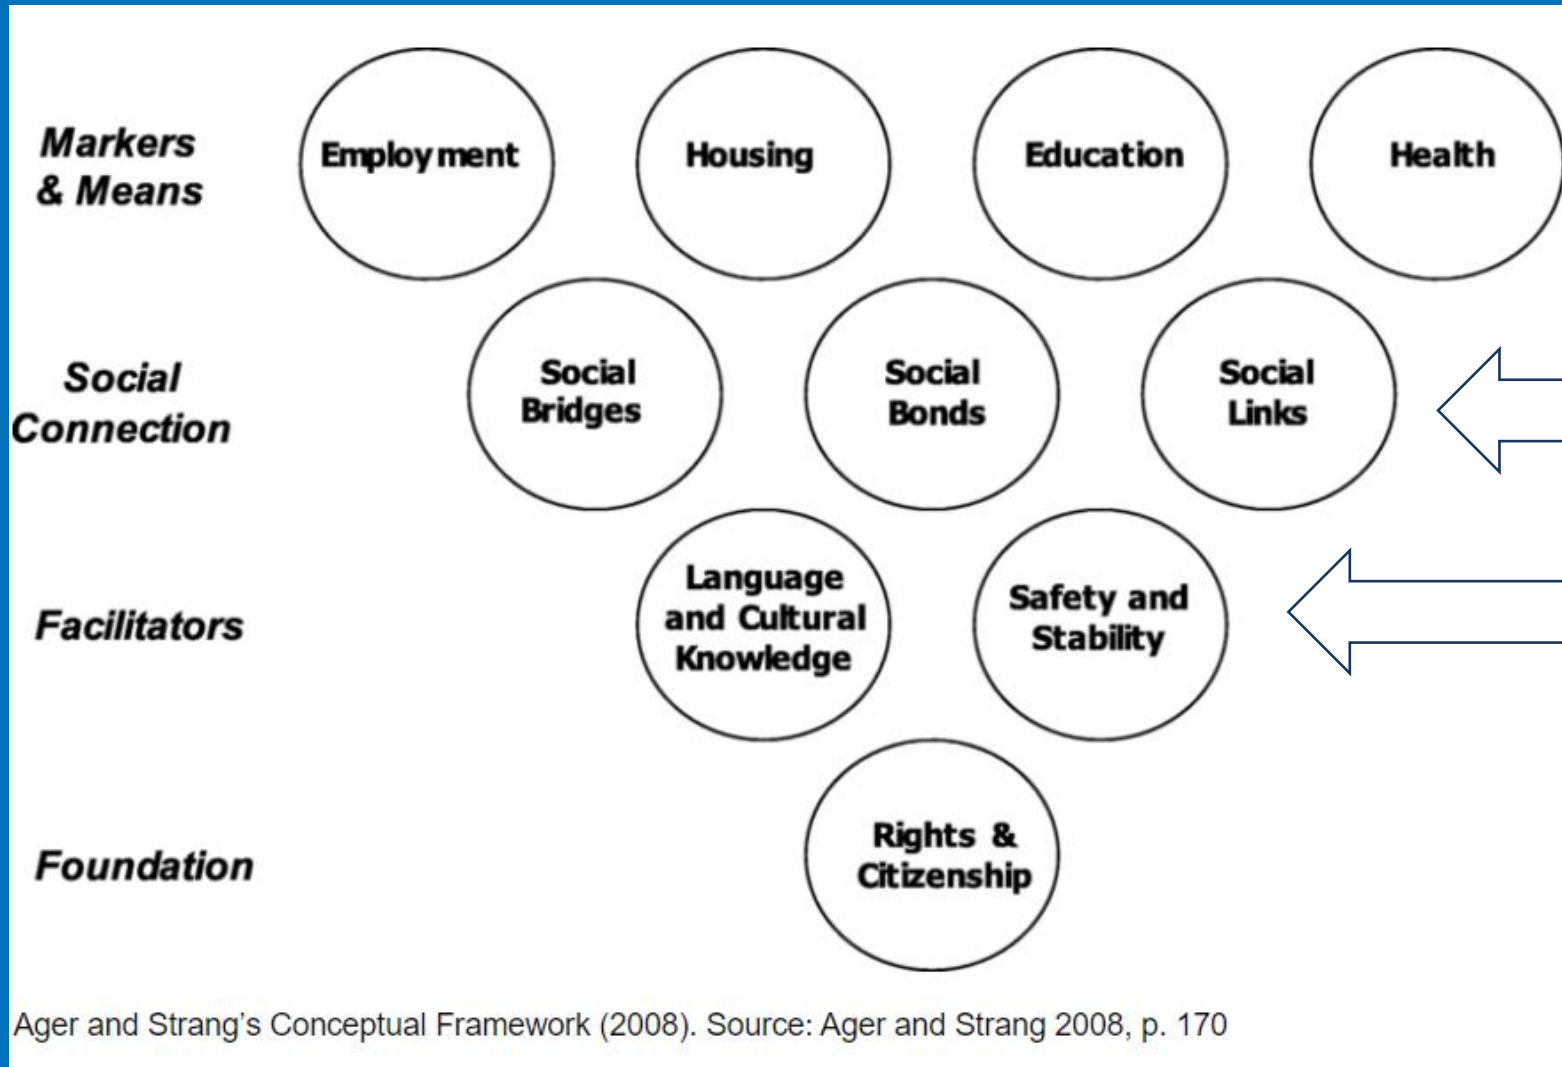 Markers
& Means
Employment
Housing
Education
Health
Social
Connection
Social
Bridges
Social
Bonds
Social
Links
Facilitators
Language
and Cultural
Knowledge
Safety and
Stability
Foundation
Rights &
Citizenship
Ager and Strang's Conceptual Framework (2008). Source: Ager and Strang 2008, p. 170